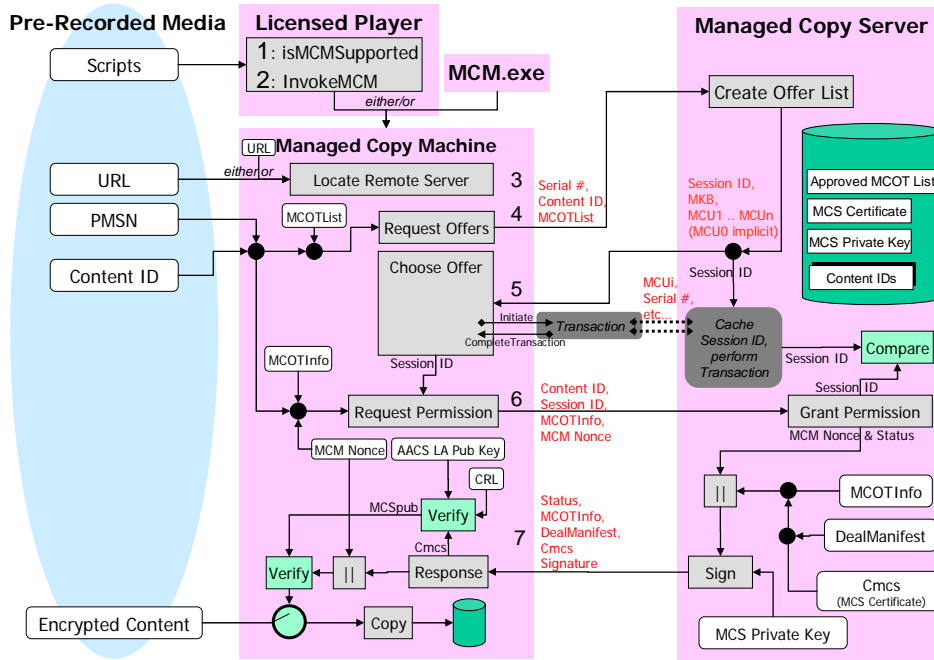 Pre-Recorded Media
Licensed Player
Managed Copy Server
Scripts
1: isMCMSupported
2: InvokeMCM
MCM.exe
either/or
Create Offer List
Managed Copy Machine
URL
either/or
URL
Locate Remote Server
3
PMSN
MCOTList
Request Offers
4
Serial #,
Content ID,
MCOTList
Session ID,
MKB,
MCU1 .. MCUn
(MCU0 implicit)
Approved MCOT List
MCS Certificate
MCS Private Key
Content IDs
Content ID
Choose Offer
5
Session ID
MCUi,
Serial #,
etc...
Initiate
CompleteTransaction
Transaction
Cache
Session ID,
perform
Transaction
Session ID
Compare
Session ID
MCOTInfo
Session ID
Request Permission
6
Content ID,
Session ID,
MCOTInfo,
MCM Nonce
Grant Permission
MCM Nonce & Status
MCM Nonce
AACS LA Pub Key
CRL
MCSpub
Verify
Cmcs
||
MCOTInfo
DealManifest
7
Status,
MCOTInfo,
DealManifest,
Cmcs
Signature
Verify
||
Response
Sign
Cmcs
(MCS Certificate)
Encrypted Content
Copy
MCS Private Key